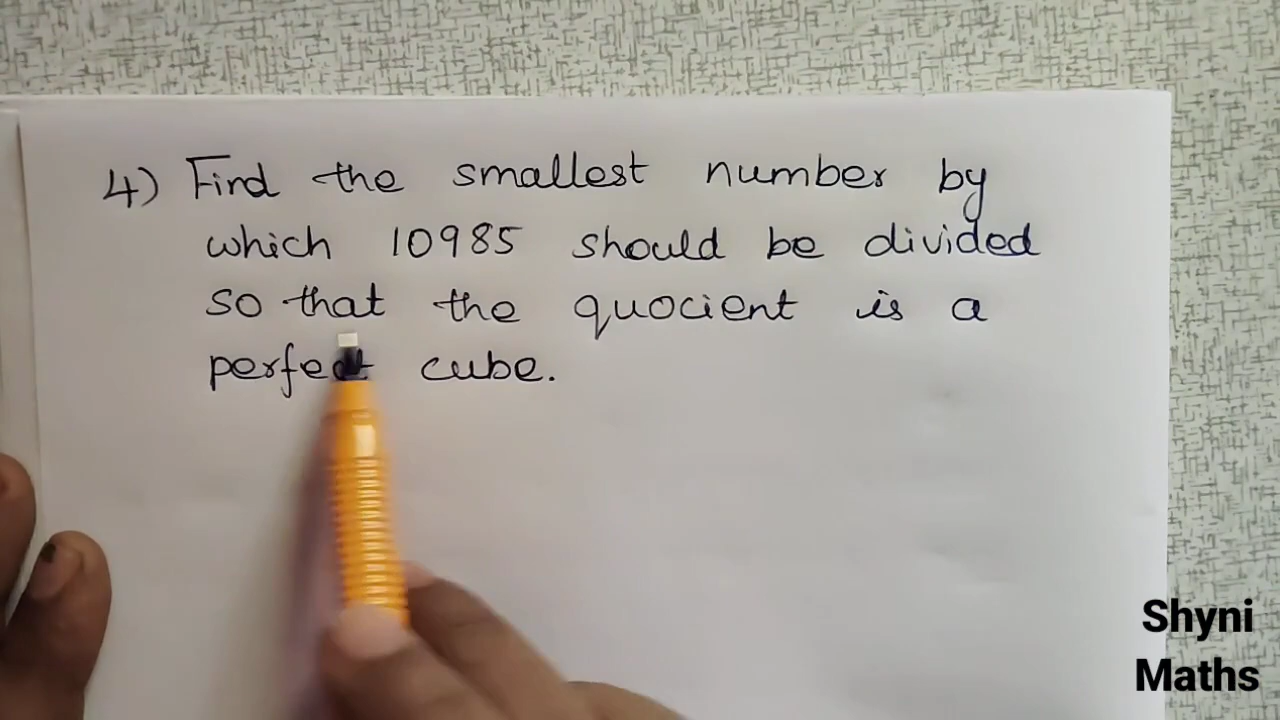 4) Find the smallest number by
which 10985 should be divided
so that the quocient is a
perfect cube.
Shyni
Maths